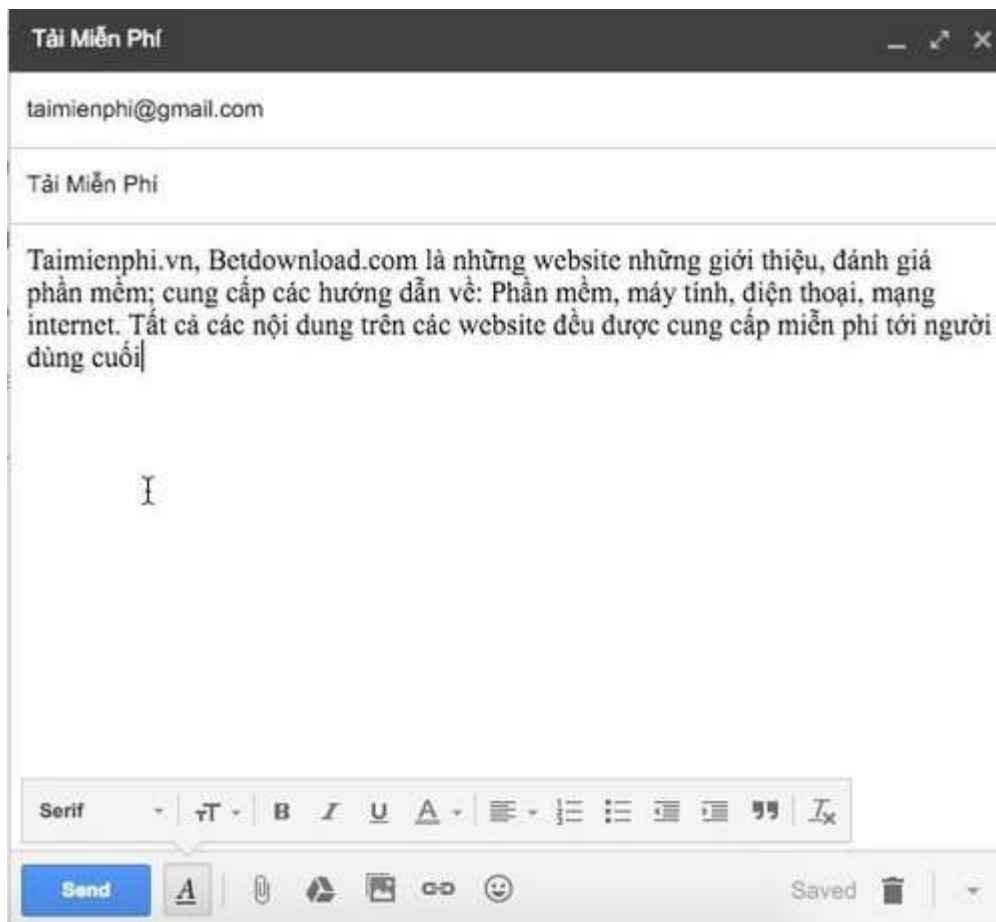 Tải Miễn Phí
taimienphi@gmail.com
Tải Miễn Phí
Taimienphi.vn, Betdownload.com là những website những giới thiệu, đánh giá
phần mềm; cung cấp các hướng dẫn về: Phần mềm, máy tính, điện thoại, mạng
internet. Tất cả các nội dung trên các website đều được cung cấp miễn phí tới người
dùng cuối
Serif
Send
Saved